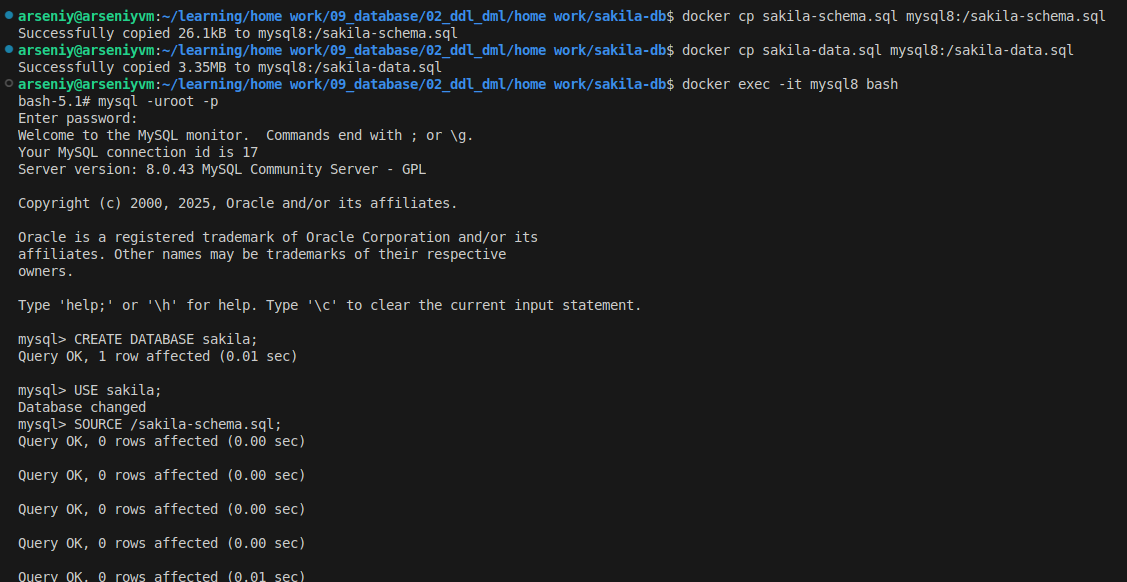 arseniy@arseniyvm:~/learning/home work/09_database/02_ddl_dml/home work/sakila-db$ docker cp sakila-schema.sql mysql8:/sakila-schema.sql
Successfully copied 26.1kB to mysql8:/sakila-schema.sql
arseniy@arseniyvm:~/learning/home work/09_database/02_ddl_dml/home work/sakila-db$ docker cp sakila-data.sql mysql8:/sakila-data.sql
Successfully copied 3.35MB to mysql8:/sakila-data.sql
arseniy@arseniyvm:~/learning/home work/09_database/02_ddl_dml/home work/sakila-db$ docker exec -it mysql8 bash
bash-5.1# mysql -uroot -p
Enter password:
Welcome to the MySQL monitor.  Commands end with ; or \g.
Your MySQL connection id is 17
Server version: 8.0.43 MySQL Community Server - GPL

Copyright (c) 2000, 2025, Oracle and/or its affiliates.

Oracle is a registered trademark of Oracle Corporation and/or its
affiliates. Other names may be trademarks of their respective
owners.

Type 'help;' or '\h' for help. Type '\c' to clear the current input statement.

mysql> CREATE DATABASE sakila;
Query OK, 1 row affected (0.01 sec)

mysql> USE sakila;
Database changed
mysql> SOURCE /sakila-schema.sql;
Query OK, 0 rows affected (0.00 sec)

Query OK, 0 rows affected (0.00 sec)

Query OK, 0 rows affected (0.00 sec)

Query OK, 0 rows affected (0.00 sec)

Query OK, 0 rows affected (0.01 sec)